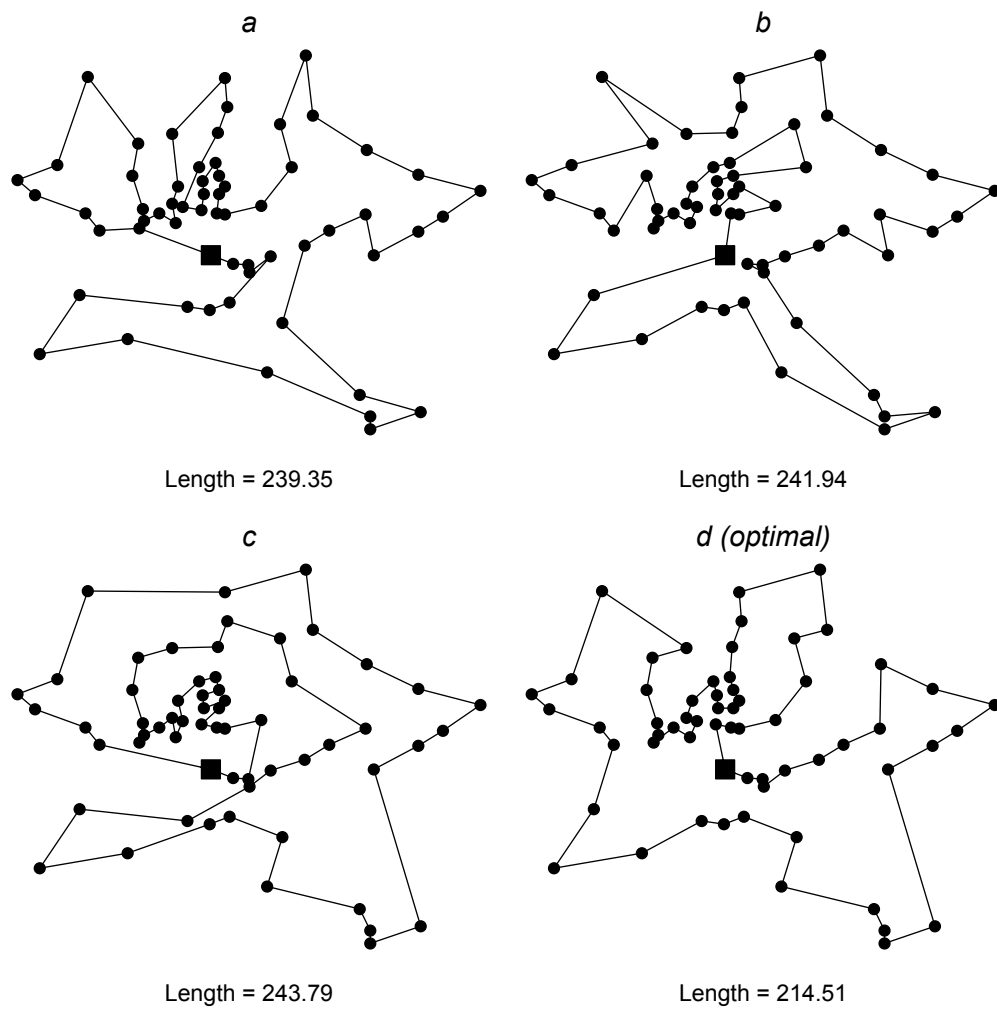 a
b
Length = 239.35
Length = 241.94
c
d (optimal)
Length = 243.79
Length = 214.51